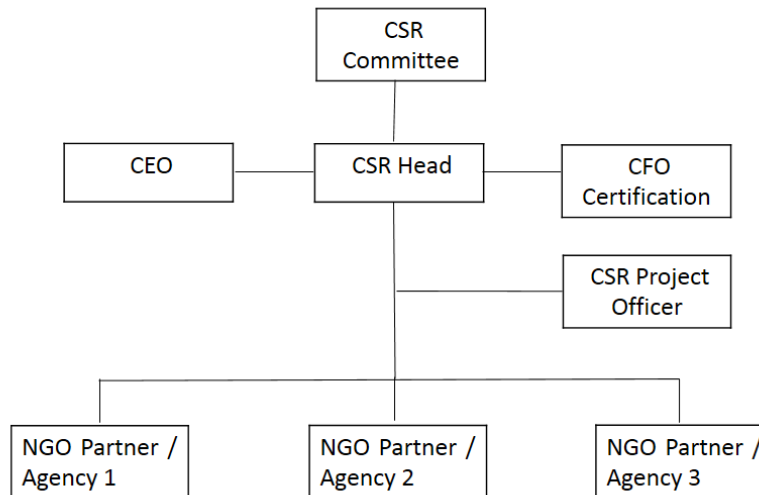 CSR
Committee
CEO
CSR Head
CFO
Certification
CSR Project
Officer
NGO Partner /
Agency 1
NGO Partner /
Agency 2
NGO Partner /
Agency 3